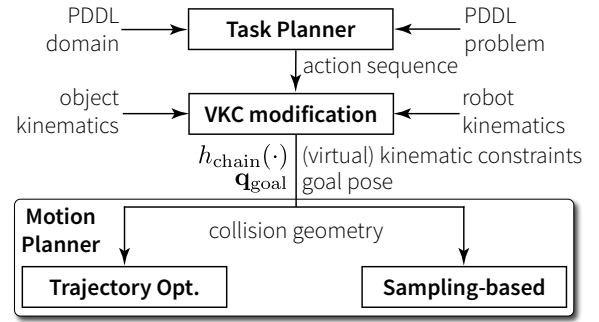 PDDL
domain
Task Planner
PDDL
problem
action sequence
object
kinematics
VKC modification
robot
kinematics
h_chain(·) (virtual) kinematic constraints
q_goal goal pose
Motion
Planner
collision geometry
Trajectory Opt.
Sampling-based